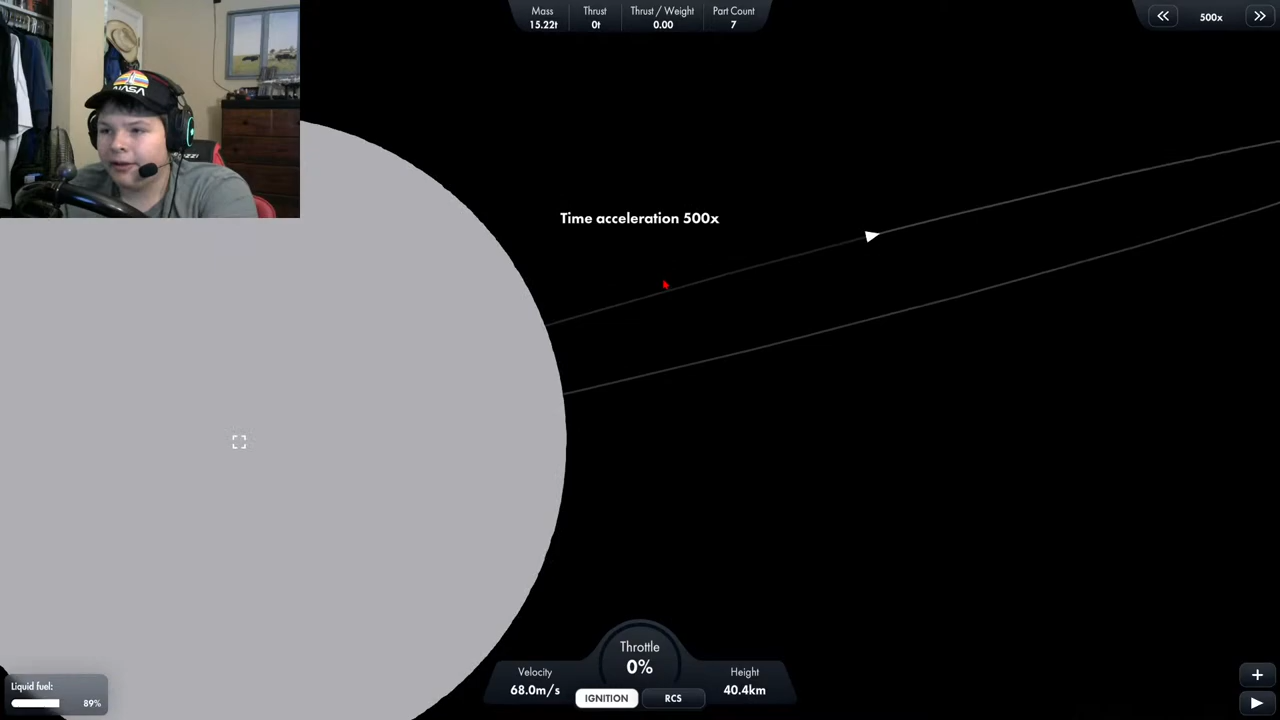 Mass
15.22t
Thrust
0t
Thrust / Weight
0.00
Part Count
7
500x
NASA
Time acceleration 500x
Throttle
0%
Velocity
68.0m/s
Height
40.4km
IGNITION
RCS
Liquid fuel:
89%